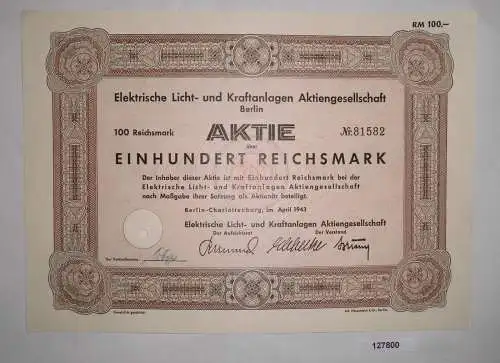 RM 100.—
Elektrische Licht- und Kraftanlagen Aktiengesellschaft
Berlin
100 Reichsmark AKTIE № 81582
über
EINHUNDERT REICHSMARK
Der Inhaber dieser Aktie ist mit Einhundert Reichsmark bei der
Elektrische Licht- und Kraftanlagen Aktiengesellschaft
nach Maßgabe ihrer Satzung als Aktionär beteiligt.
Berlin-Charlottenburg, im April 1943
Elektrische Licht- und Kraftanlagen Aktiengesellschaft
Der Aufsichtsrat Der Vorstand
127800